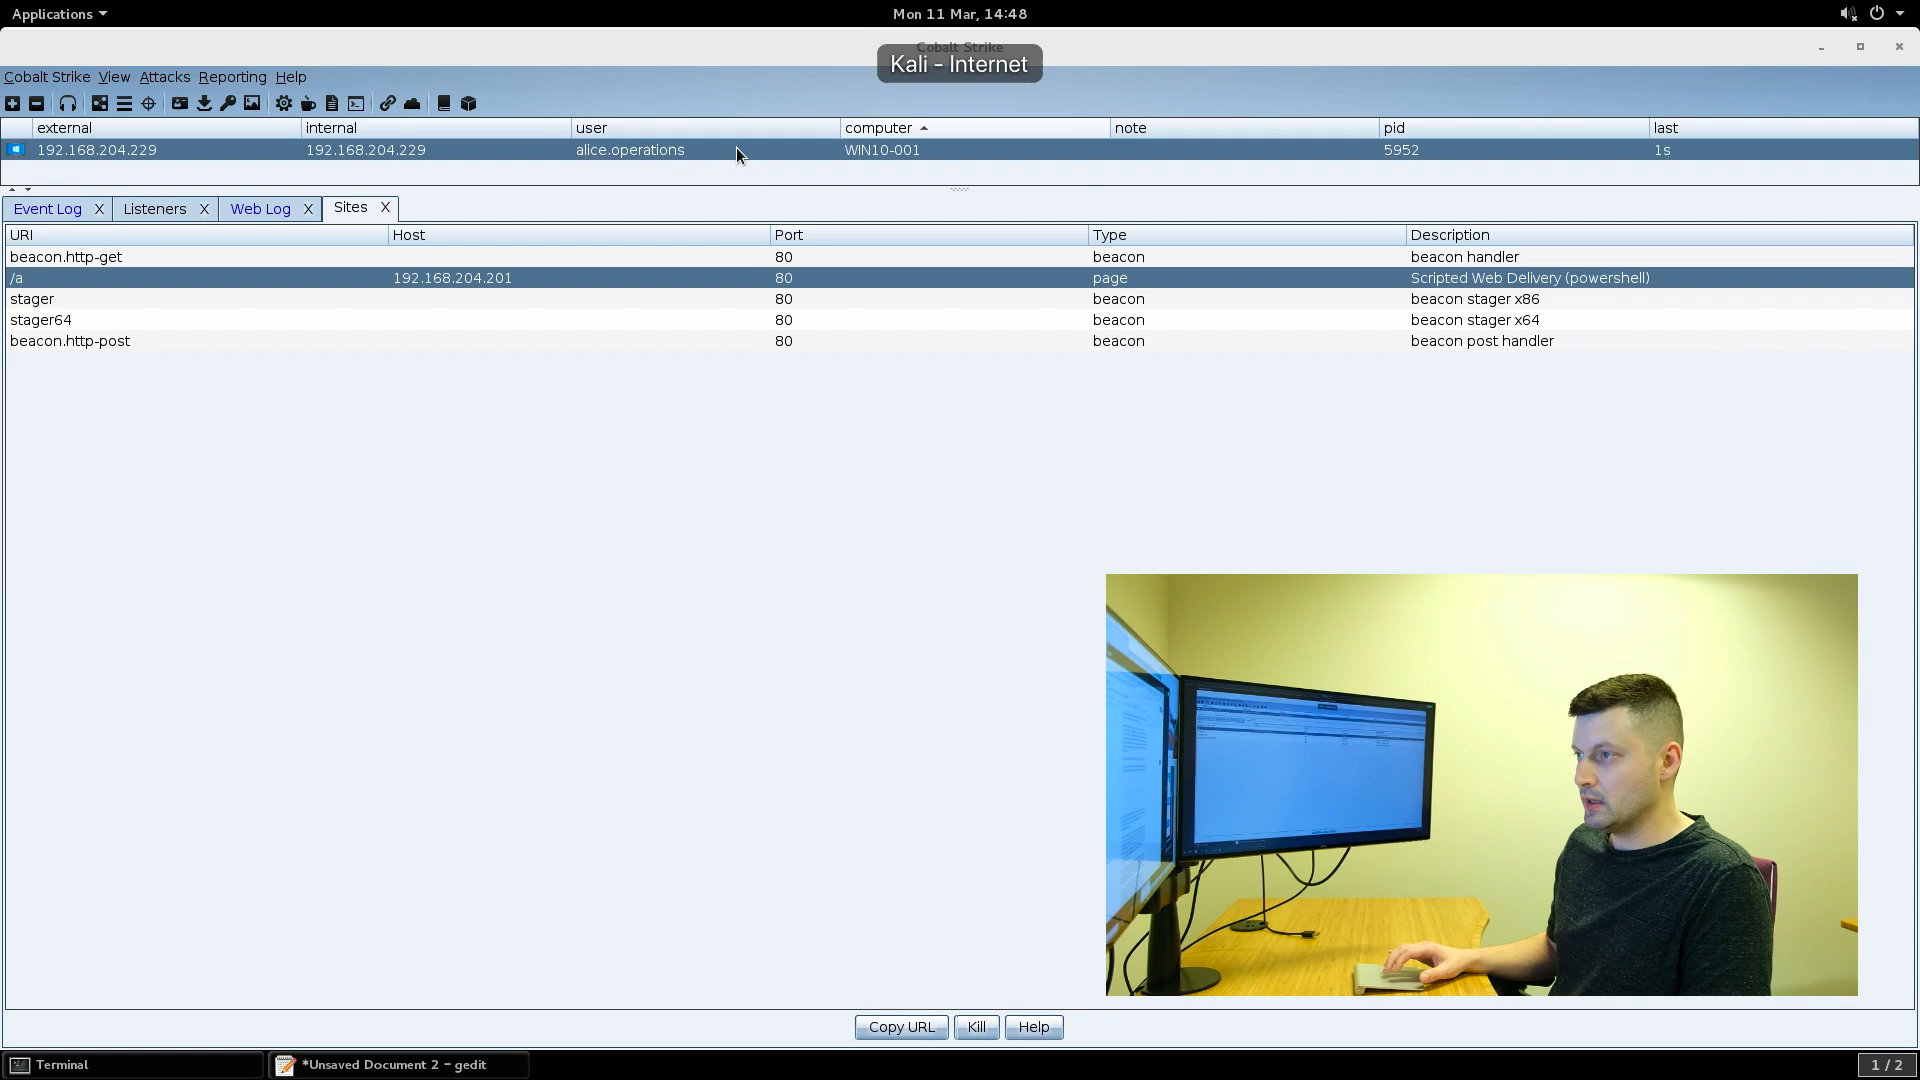 Applications Mon 11 Mar, 14:48
Cobalt Strike
Kali - Internet
Cobalt Strike View Attacks Reporting Help
external internal user computer note pid last
192.168.204.229 192.168.204.229 alice.operations WIN10-001 5952 1s
Event Log X Listeners X Web Log X Sites X
URI Host Port Type Description
beacon.http-get 80 beacon beacon handler
/a 192.168.204.201 80 page Scripted Web Delivery (powershell)
stager 80 beacon beacon stager x86
stager64 80 beacon beacon stager x64
beacon.http-post 80 beacon beacon post handler
Copy URL Kill Help
Terminal *Unsaved Document 2 - gedit 1 / 2